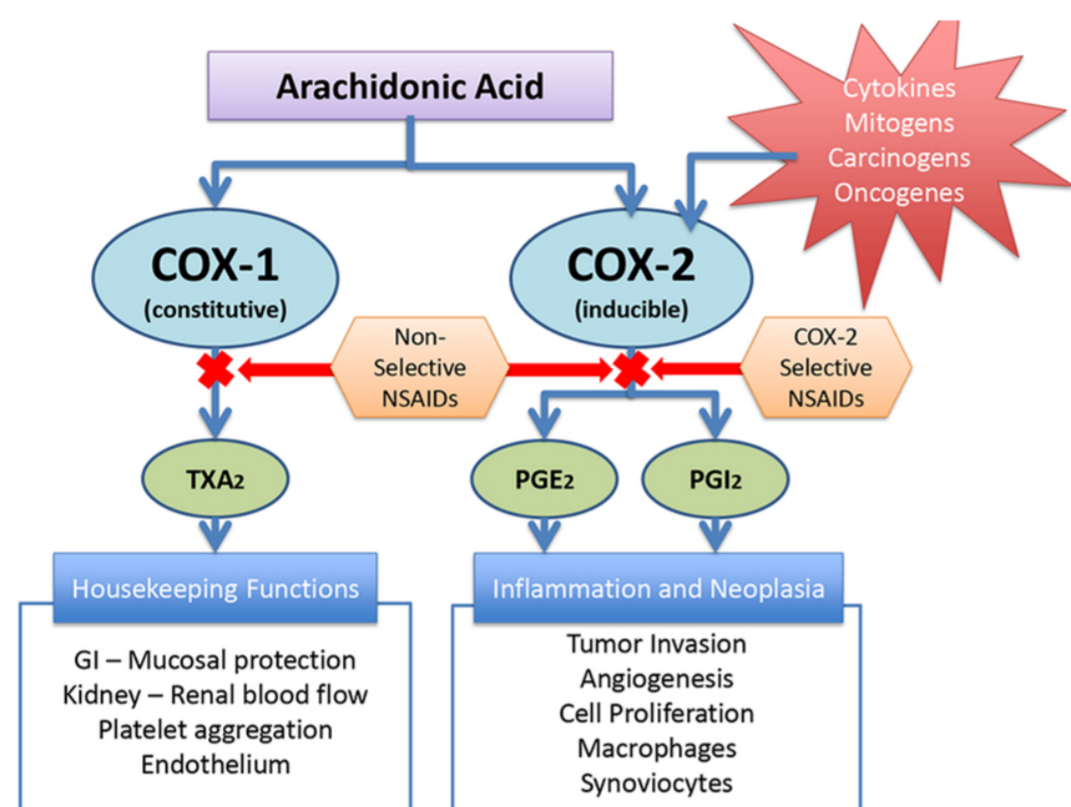 Arachidonic Acid
Cytokines
Mitogens
Carcinogens
Oncogenes
COX-1
(constitutive)
COX-2
(inducible)
Non-
Selective
NSAIDs
COX-2
Selective
NSAIDs
TXA2
PGE2
PGI2
Housekeeping Functions
GI – Mucosal protection
Kidney – Renal blood flow
Platelet aggregation
Endothelium
Inflammation and Neoplasia
Tumor Invasion
Angiogenesis
Cell Proliferation
Macrophages
Synoviocytes